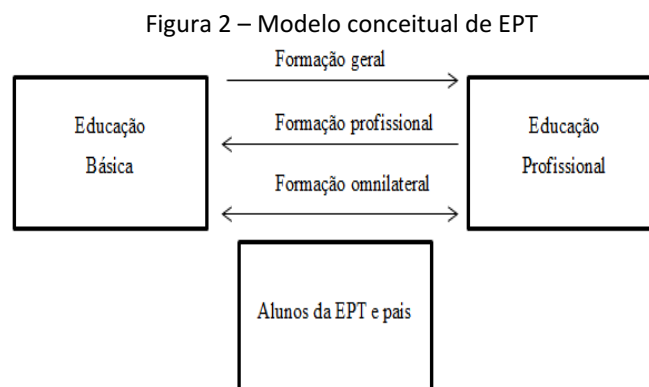 Figura 2 – Modelo conceitual de EPT
Formação geral
Educação
Básica
Formação profissional
Educação
Profissional
Formação omnilateral
Alunos da EPT e pais